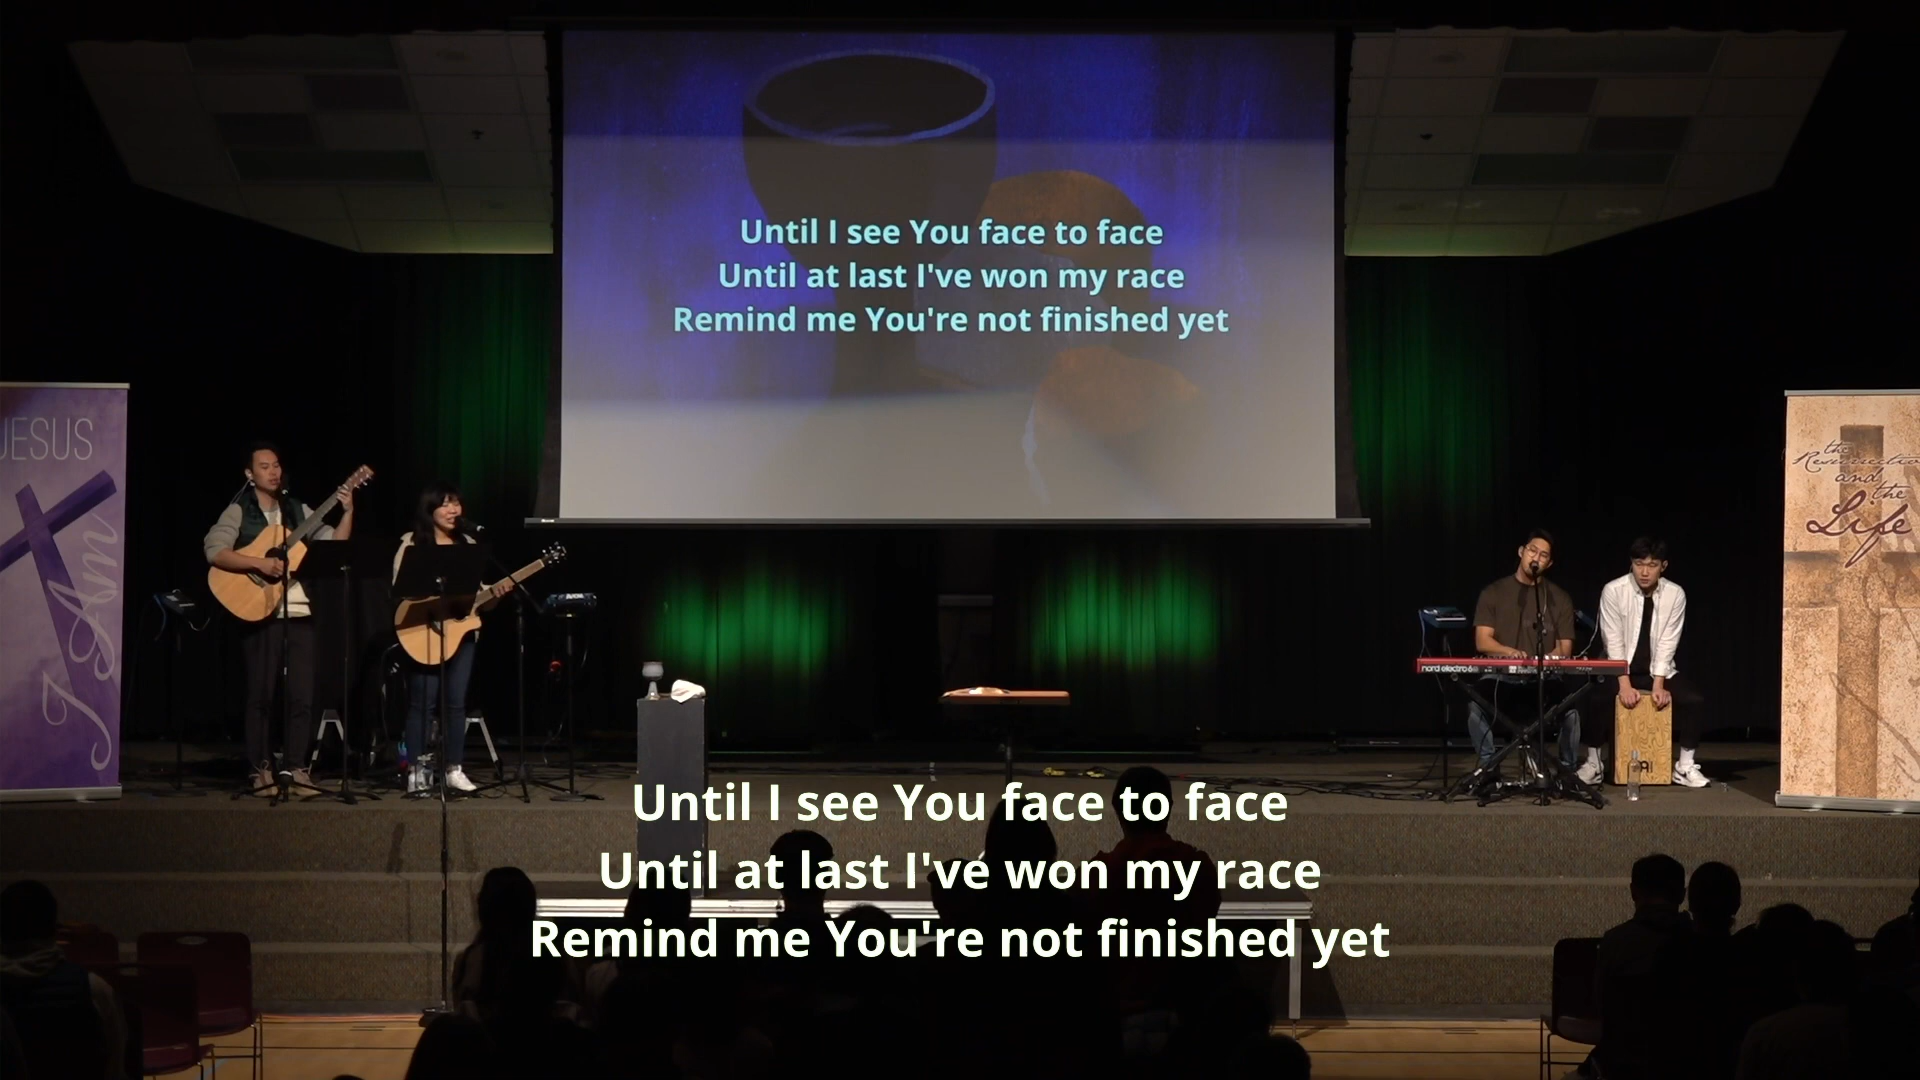 Until I see You face to face
Until at last I've won my race
Remind me You're not finished yet
JESUS
I Am
the
Resurrection
and
the
Life
nord electro 6
Until I see You face to face
Until at last I've won my race
Remind me You're not finished yet